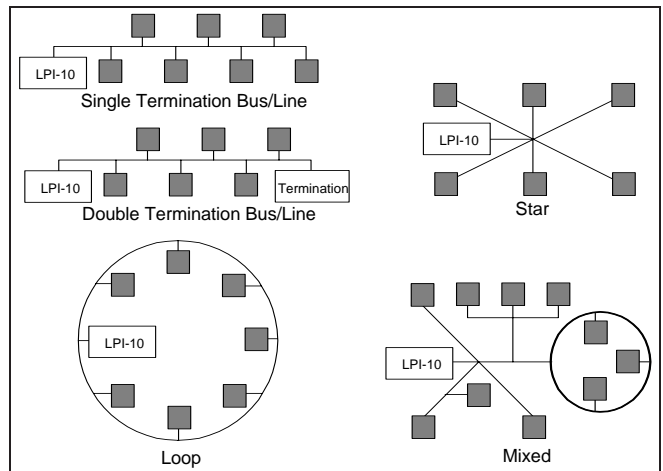 LPI-10
Single Termination Bus/Line
LPI-10
Termination
Double Termination Bus/Line
LPI-10
Loop
LPI-10
Star
LPI-10
Mixed